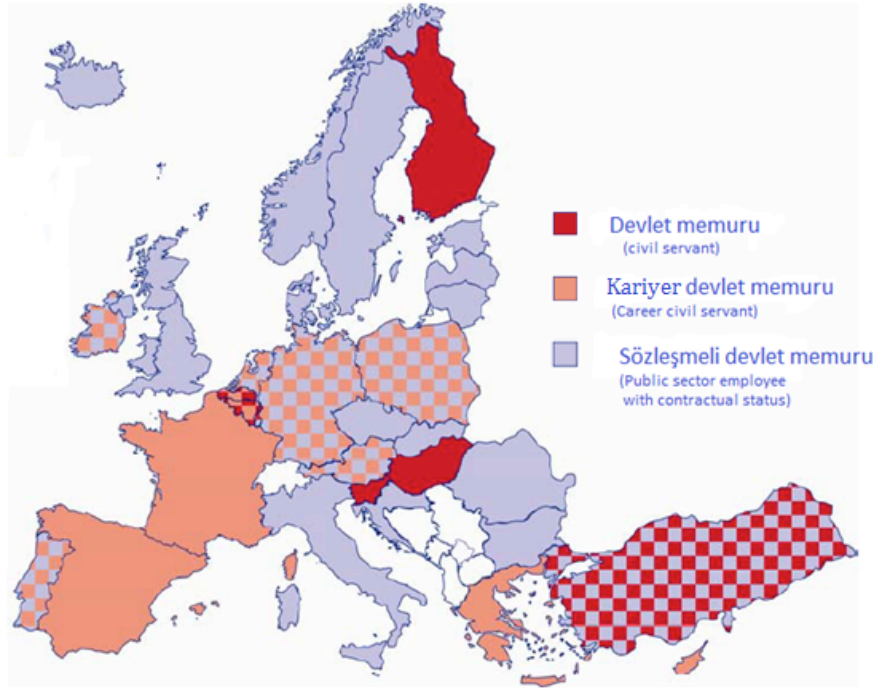 Devlet memuru
(civil servant)
Kariyer devlet memuru
(Career civil servant)
Sözleşmeli devlet memuru
(Public sector employee
with contractual status)